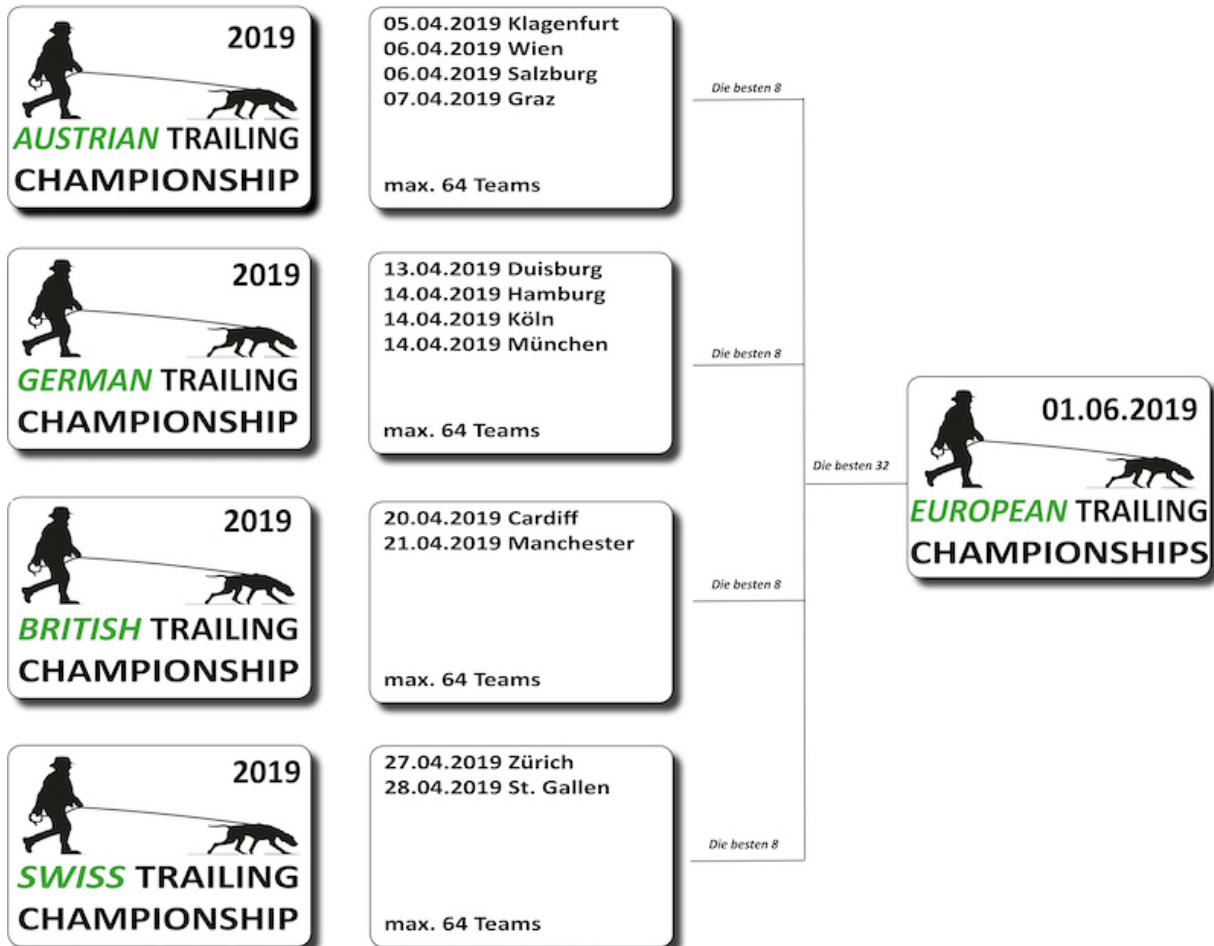 2019
AUSTRIAN TRAILING
CHAMPIONSHIP
05.04.2019 Klagenfurt
06.04.2019 Wien
06.04.2019 Salzburg
07.04.2019 Graz
max. 64 Teams
Die besten 8
2019
GERMAN TRAILING
CHAMPIONSHIP
13.04.2019 Duisburg
14.04.2019 Hamburg
14.04.2019 Köln
14.04.2019 München
max. 64 Teams
Die besten 8
2019
BRITISH TRAILING
CHAMPIONSHIP
20.04.2019 Cardiff
21.04.2019 Manchester
max. 64 Teams
Die besten 8
2019
SWISS TRAILING
CHAMPIONSHIP
27.04.2019 Zürich
28.04.2019 St. Gallen
max. 64 Teams
Die besten 8
Die besten 32
01.06.2019
EUROPEAN TRAILING
CHAMPIONSHIPS